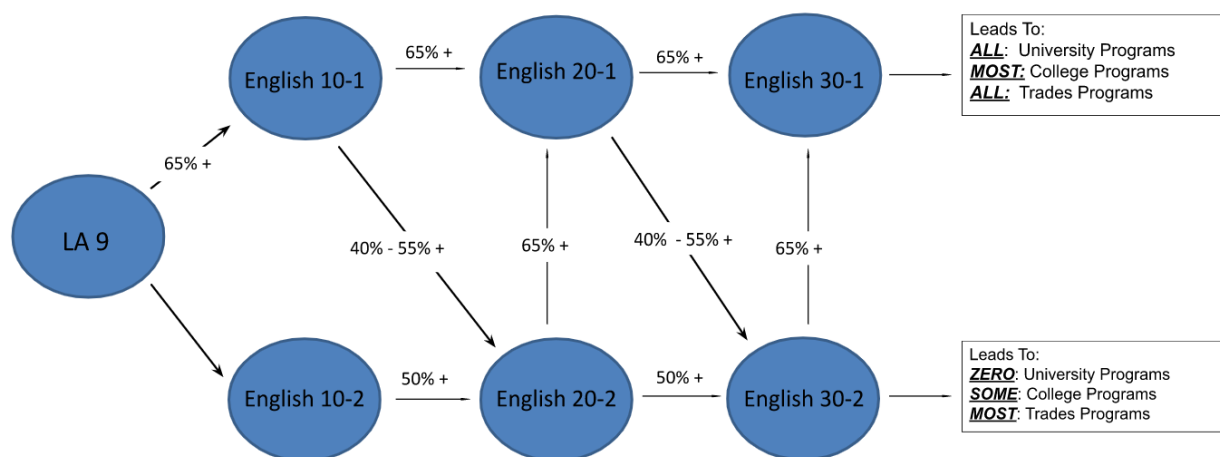 English 10-1
65% +
English 20-1
65% +
English 30-1
Leads To:
ALL: University Programs
MOST: College Programs
ALL: Trades Programs
65% +
LA 9
40% - 55% +
65% +
40% - 55% +
65% +
English 10-2
50% +
English 20-2
50% +
English 30-2
Leads To:
ZERO: University Programs
SOME: College Programs
MOST: Trades Programs